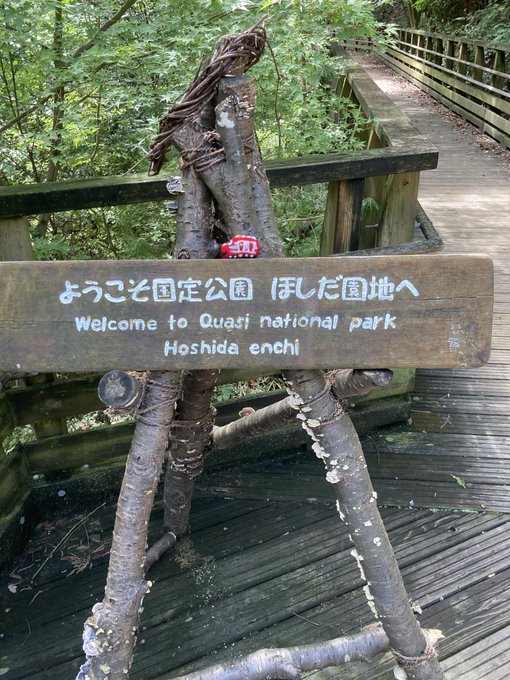 ようこそ国定公園 ほしだ園地へ
Welcome to Quasi national park
Hoshida enchi